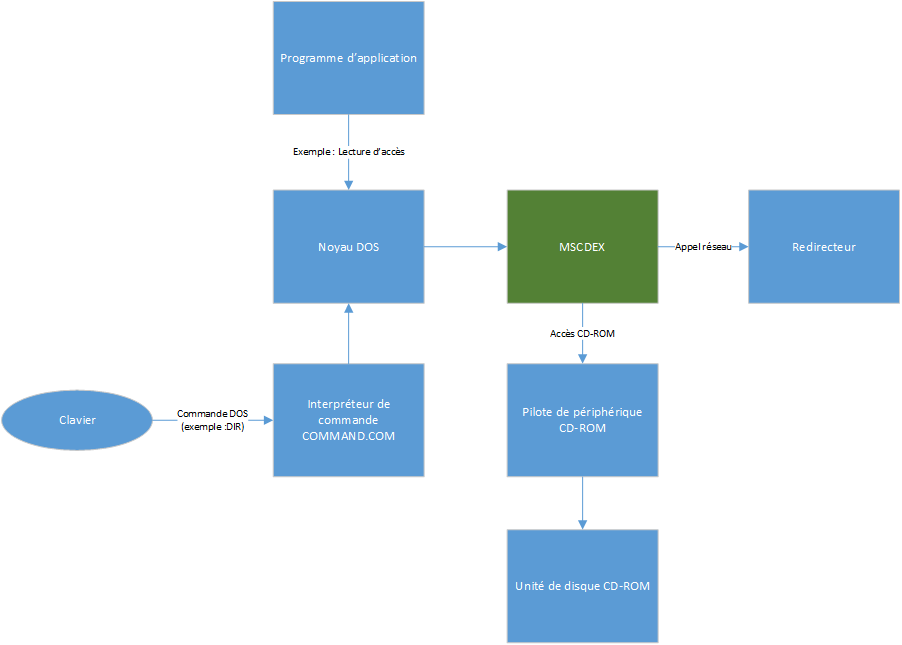 Programme d'application
Exemple : Lecture d'accès
Noyau DOS
MSCDEX
Appel réseau
Redirecteur
Accès CD-ROM
Clavier
Commande DOS
(exemple :DIR)
Interpréteur de
commande
COMMAND.COM
Pilote de périphérique
CD-ROM
Unité de disque CD-ROM